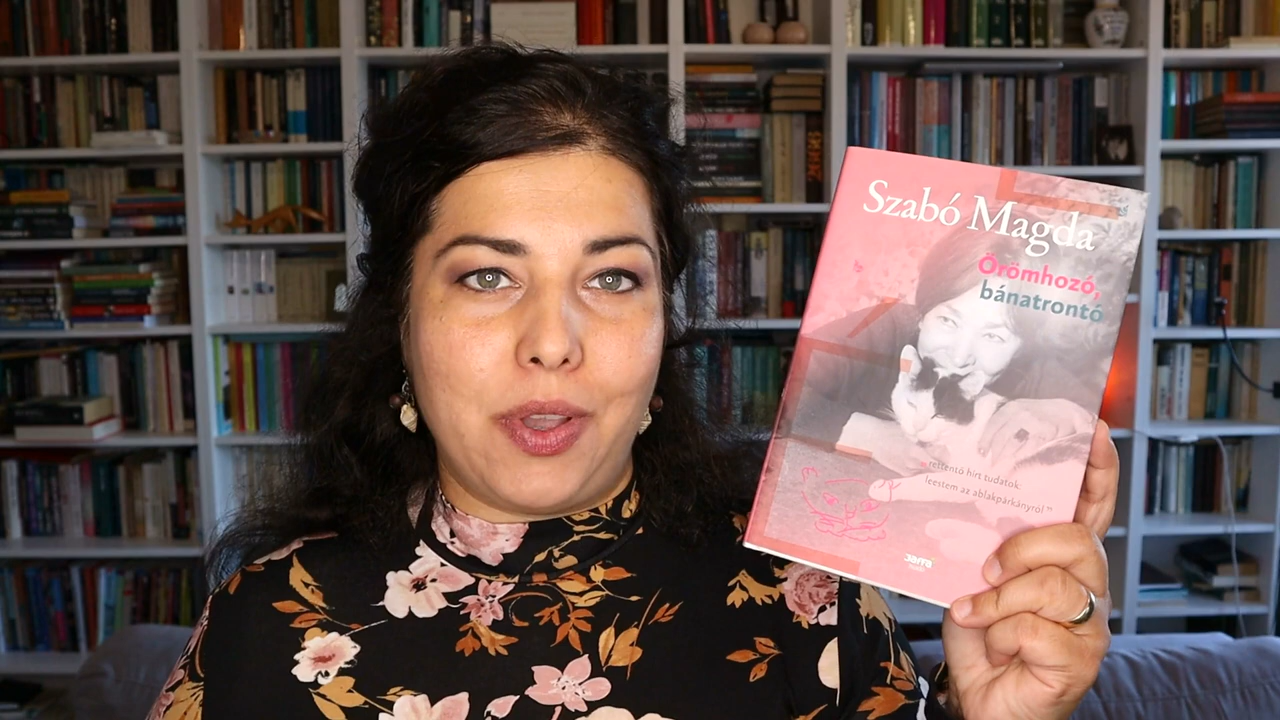 Szabó Magda
Örömhozó,
bánatrontó
„rettentő hírt tudatok:
leestem az ablakpárkányról”
Jaffa